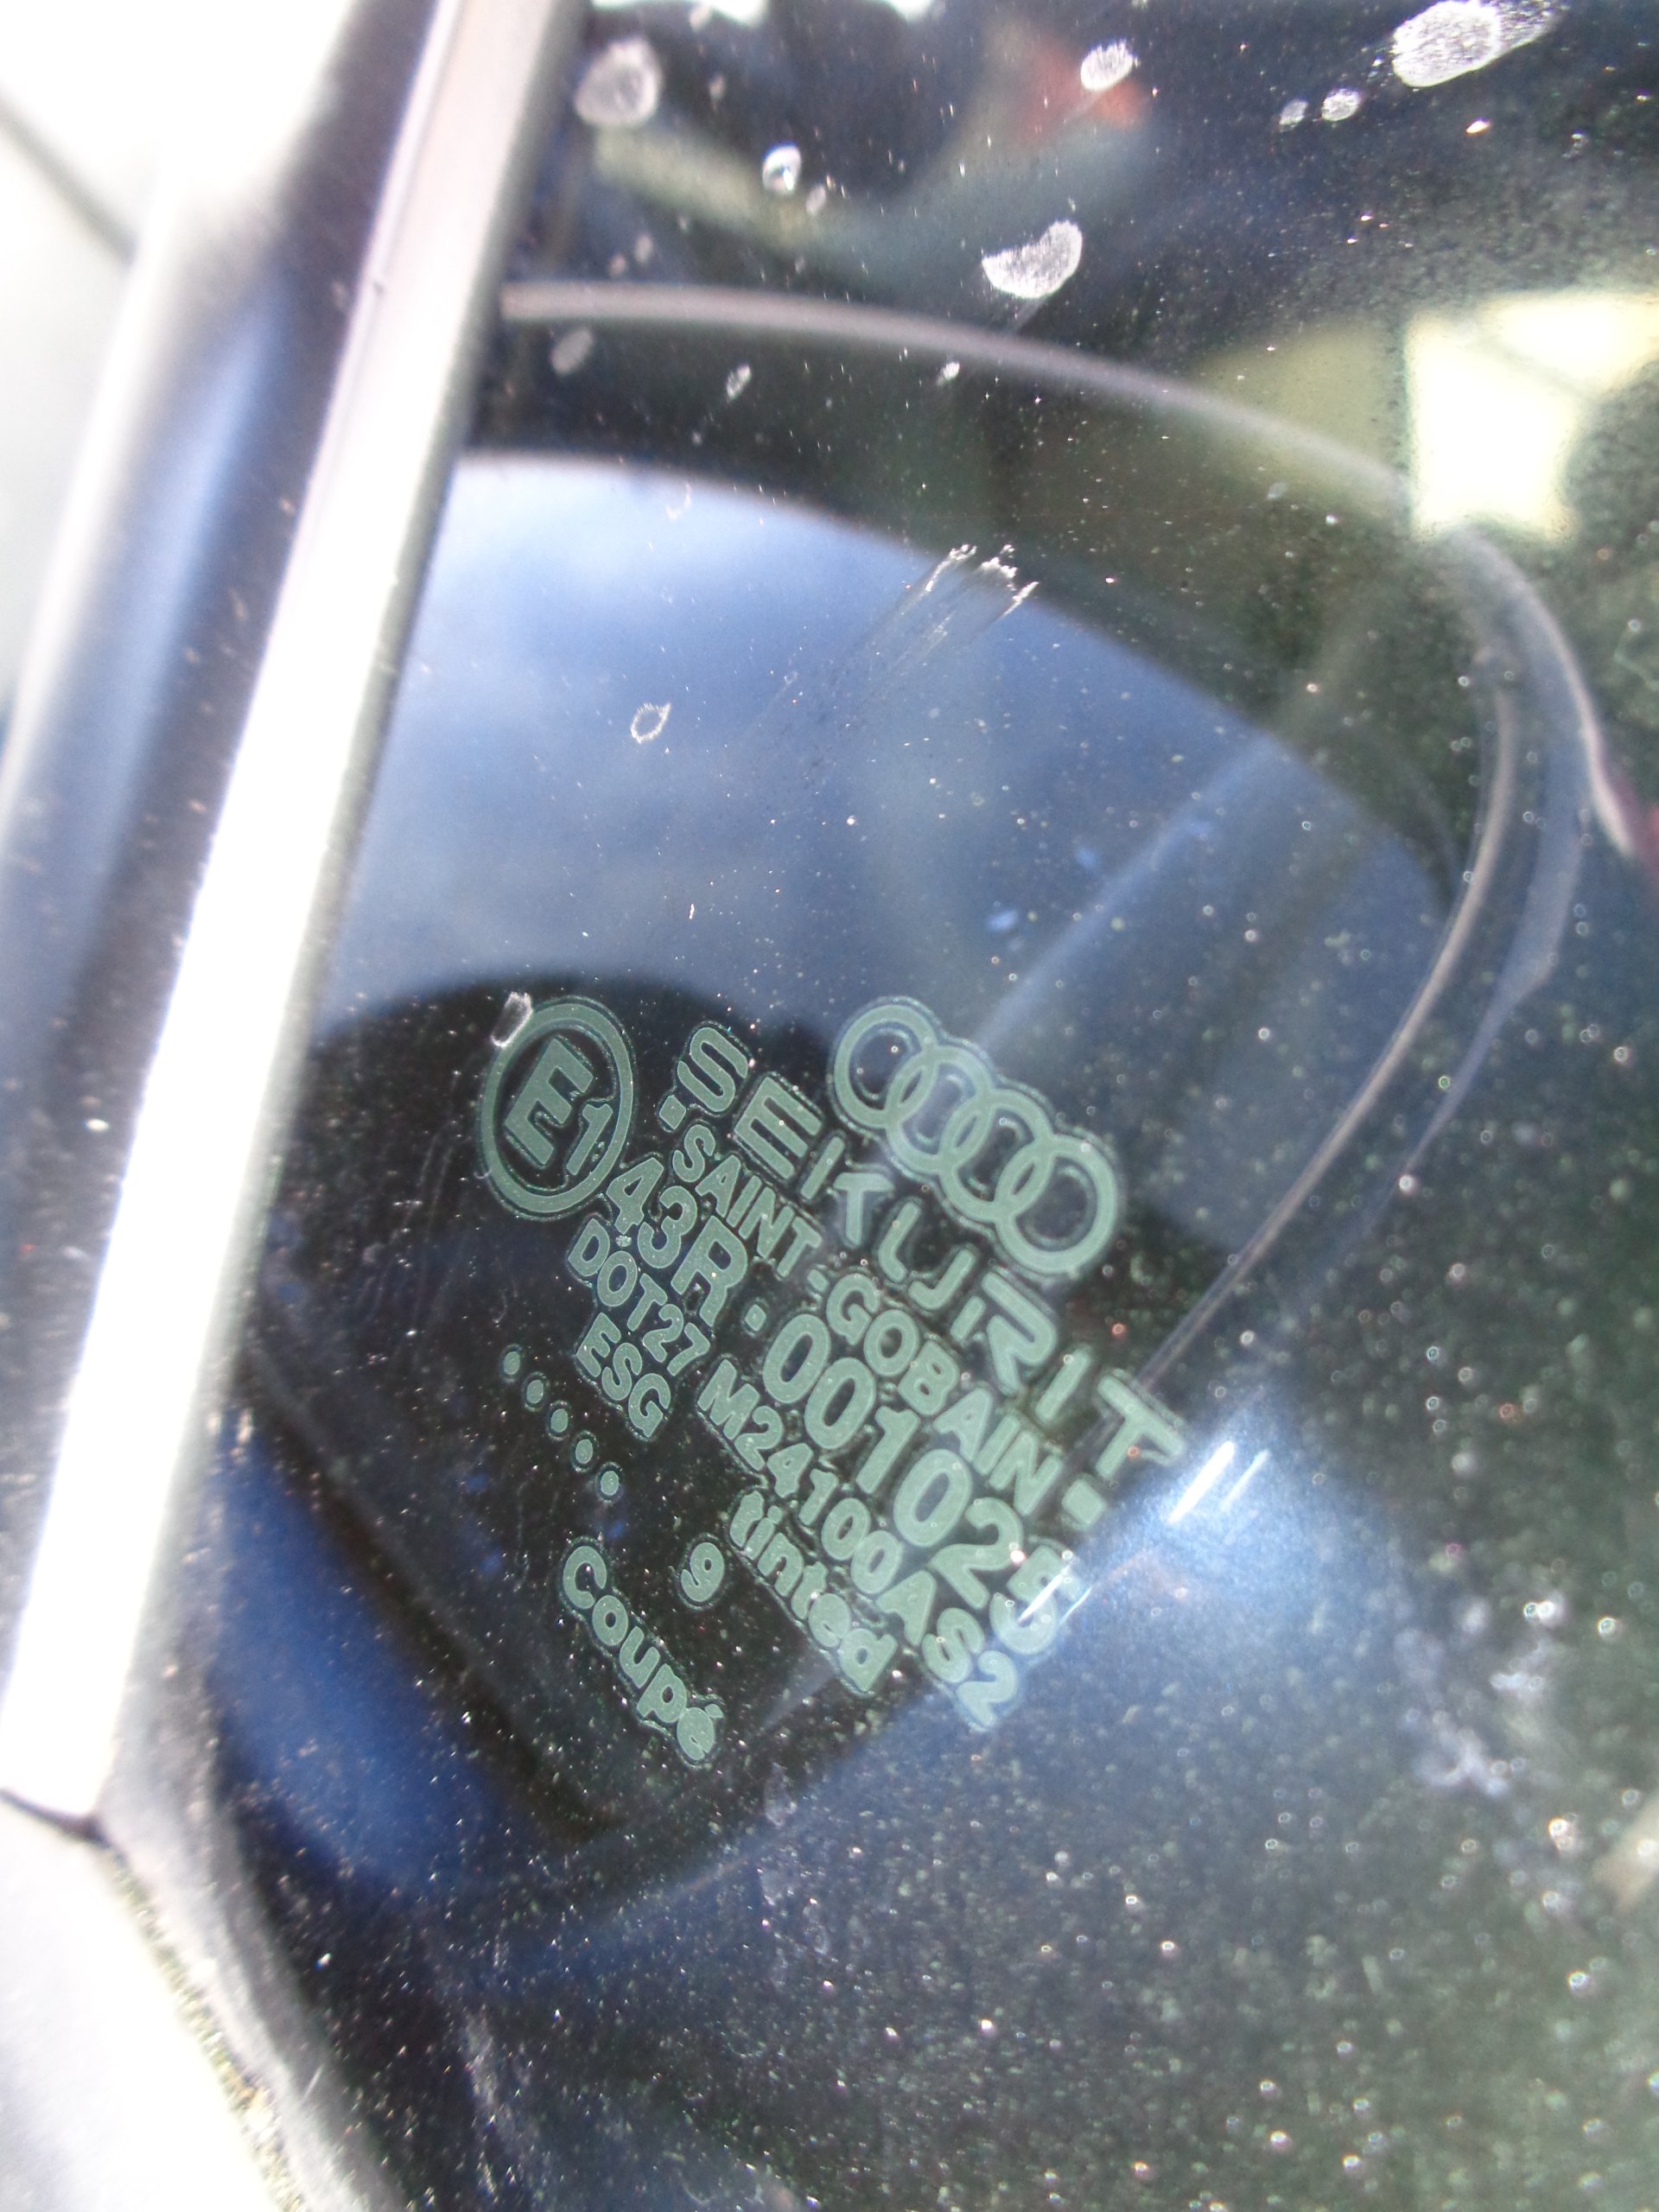 SEKURIT
SAINT-GOBAIN
E1
43R-001025
DOT27 M24100AS2
ESG tinted
..... 9
Coupé